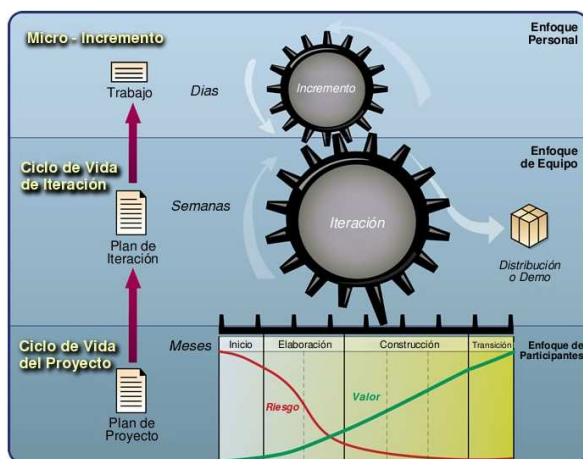 Micro - Incremento
Enfoque
Personal
Trabajo
Dias
Incremento
Enfoque
de Equipo
Ciclo de Vida
de Iteración
Semanas
Iteración
Plan de
Iteración
Distribución
o Demo
Ciclo de Vida
del Proyecto
Meses
Inicio
Elaboración
Construcción
Transición
Enfoque de
Participantes
Riesgo
Valor
Plan de
Proyecto